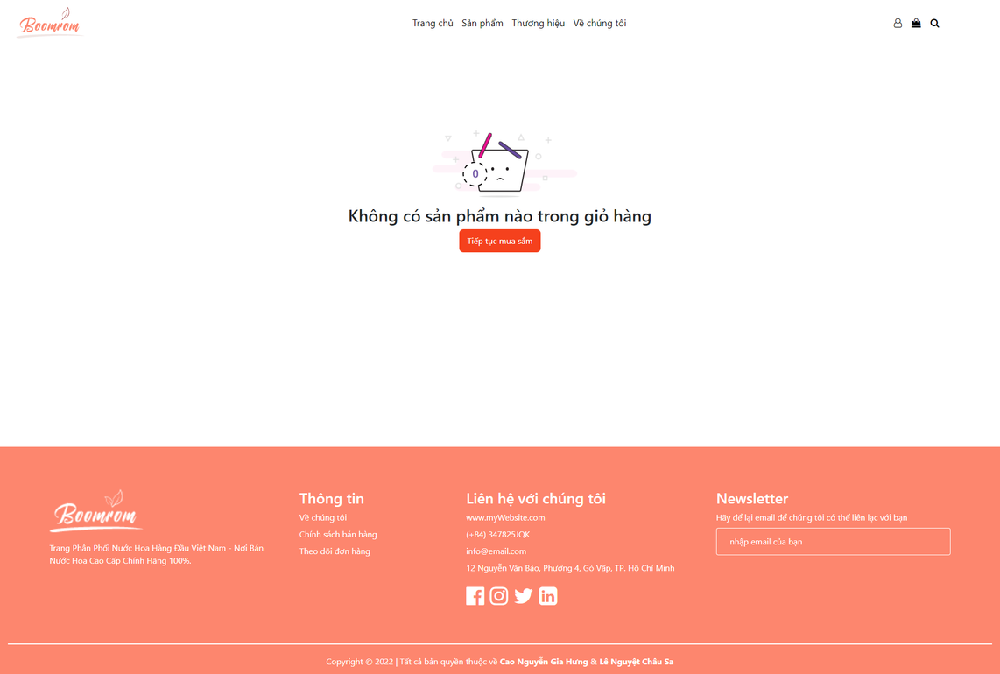 Boomrom
Trang chủ Sản phẩm Thương hiệu Về chúng tôi
0
Không có sản phẩm nào trong giỏ hàng
Tiếp tục mua sắm
Boomrom
Trang Phân Phối Nước Hoa Hàng Đầu Việt Nam - Nơi Bán
Nước Hoa Cao Cấp Chính Hãng 100%.
Thông tin
Về chúng tôi
Chính sách bán hàng
Theo dõi đơn hàng
Liên hệ với chúng tôi
www.myWebsite.com
(+84) 347825JQK
info@email.com
12 Nguyễn Văn Bảo, Phường 4, Gò Vấp, TP. Hồ Chí Minh
Newsletter
Hãy để lại email để chúng tôi có thể liên lạc với bạn
nhập email của bạn
Copyright © 2022 | Tất cả bản quyền thuộc về Cao Nguyễn Gia Hưng & Lê Nguyệt Châu Sa